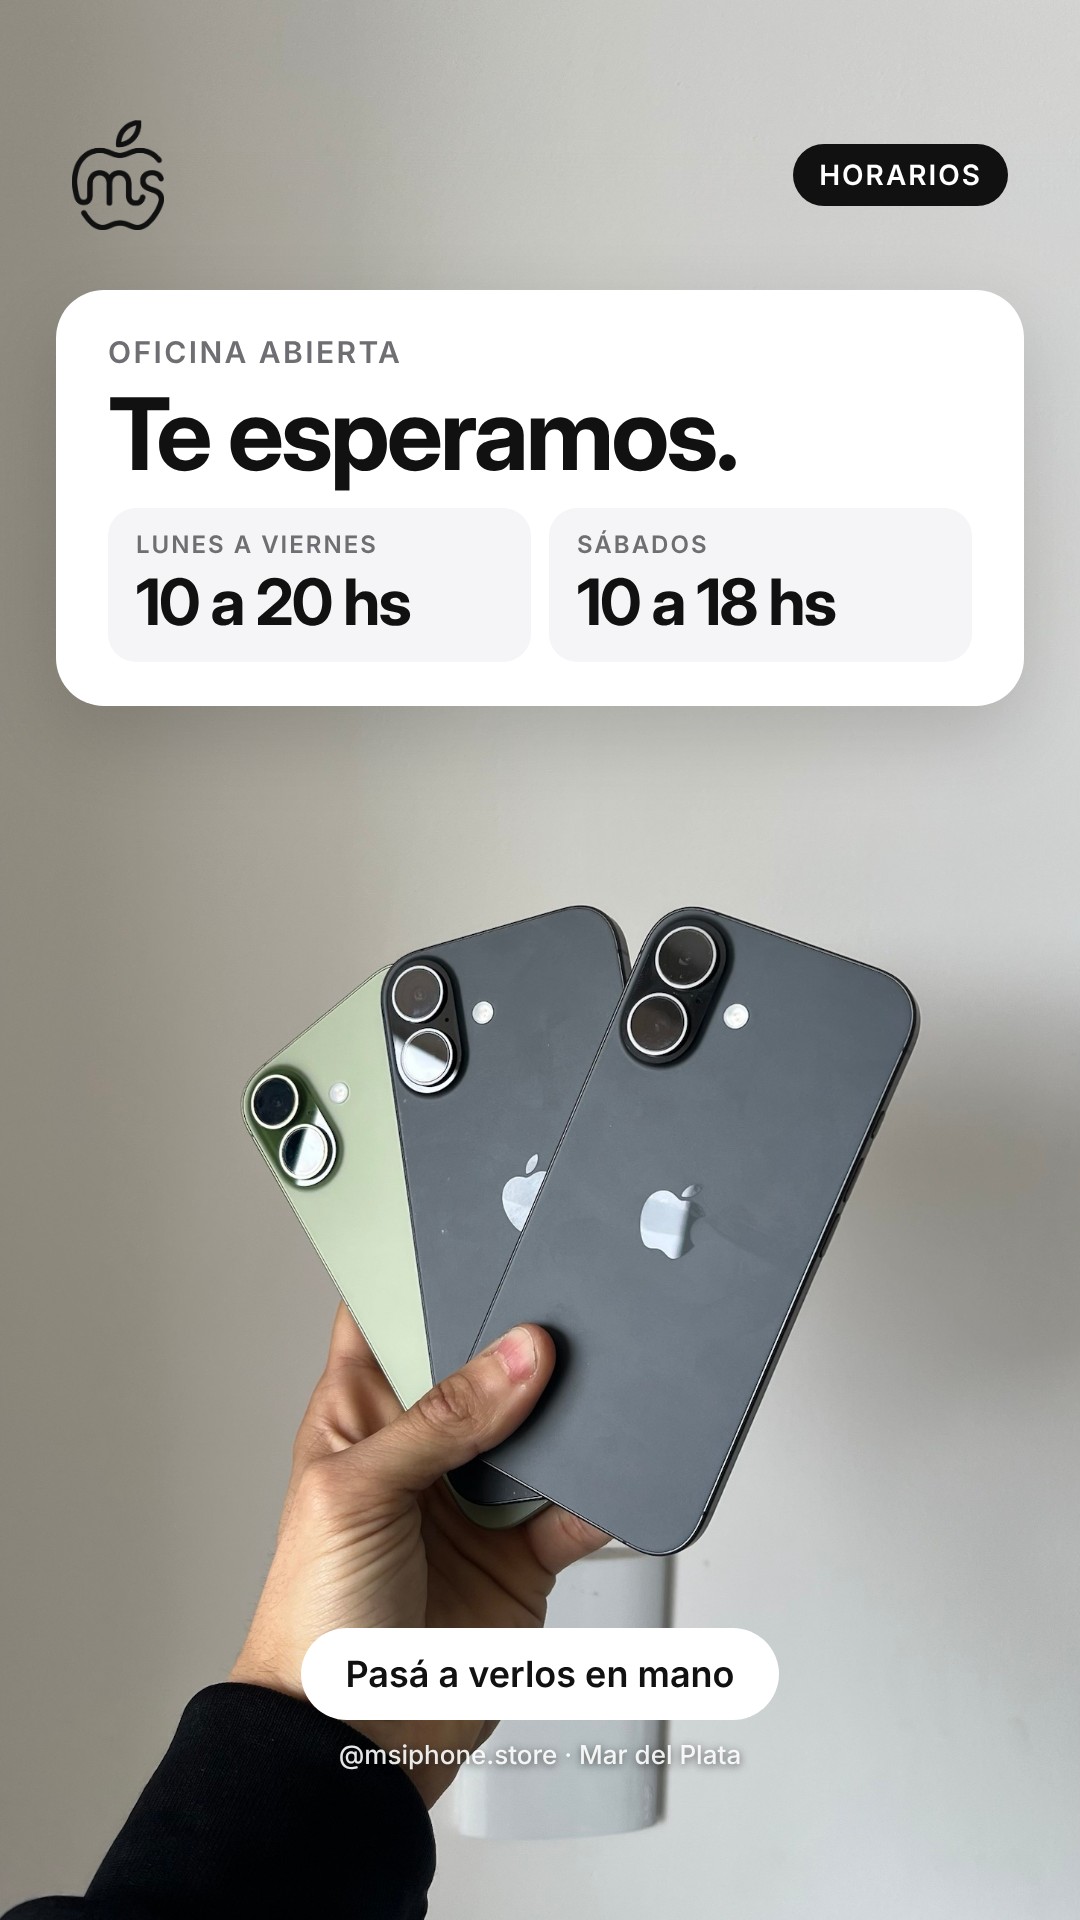 ms
HORARIOS
OFICINA ABIERTA
Te esperamos.
LUNES A VIERNES
10 a 20 hs
SÁBADOS
10 a 18 hs
Pasá a verlos en mano
@msiphone.store · Mar del Plata